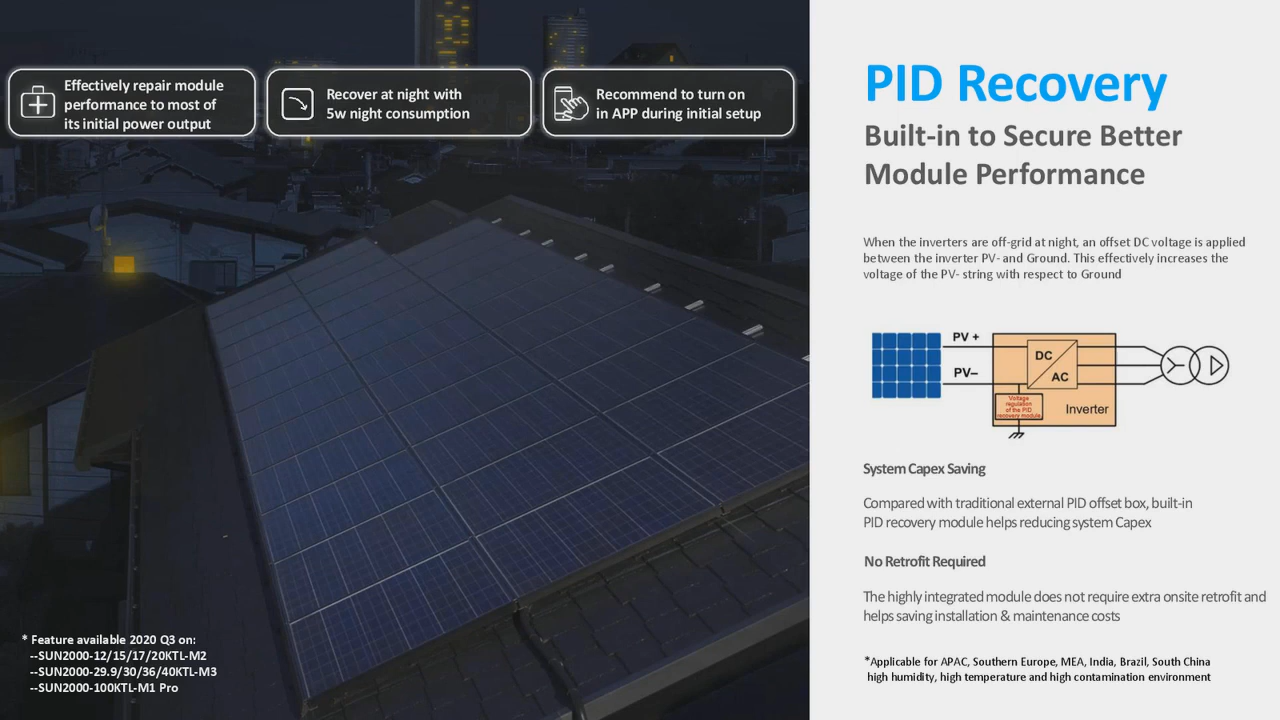 Effectively repair module
performance to most of
its initial power output
Recover at night with
5w night consumption
Recommend to turn on
in APP during initial setup
* Feature available 2020 Q3 on:
--SUN2000-12/15/17/20KTL-M2
--SUN2000-29.9/30/36/40KTL-M3
--SUN2000-100KTL-M1 Pro
PID Recovery
Built-in to Secure Better
Module Performance
When the inverters are off-grid at night, an offset DC voltage is applied
between the inverter PV- and Ground. This effectively increases the
voltage of the PV- string with respect to Ground
PV +
PV–
DC
AC
Voltage
regulation
of the PID
recovery module
Inverter
System Capex Saving
Compared with traditional external PID offset box, built-in
PID recovery module helps reducing system Capex
No Retrofit Required
The highly integrated module does not require extra onsite retrofit and
helps saving installation & maintenance costs
*Applicable for APAC, Southern Europe, MEA, India, Brazil, South China
high humidity, high temperature and high contamination environment